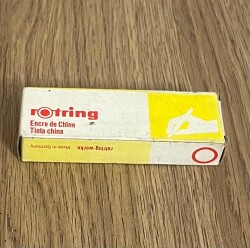 rotring
Encre de Chine
Tinta china
rotring-werke
Made in Germany